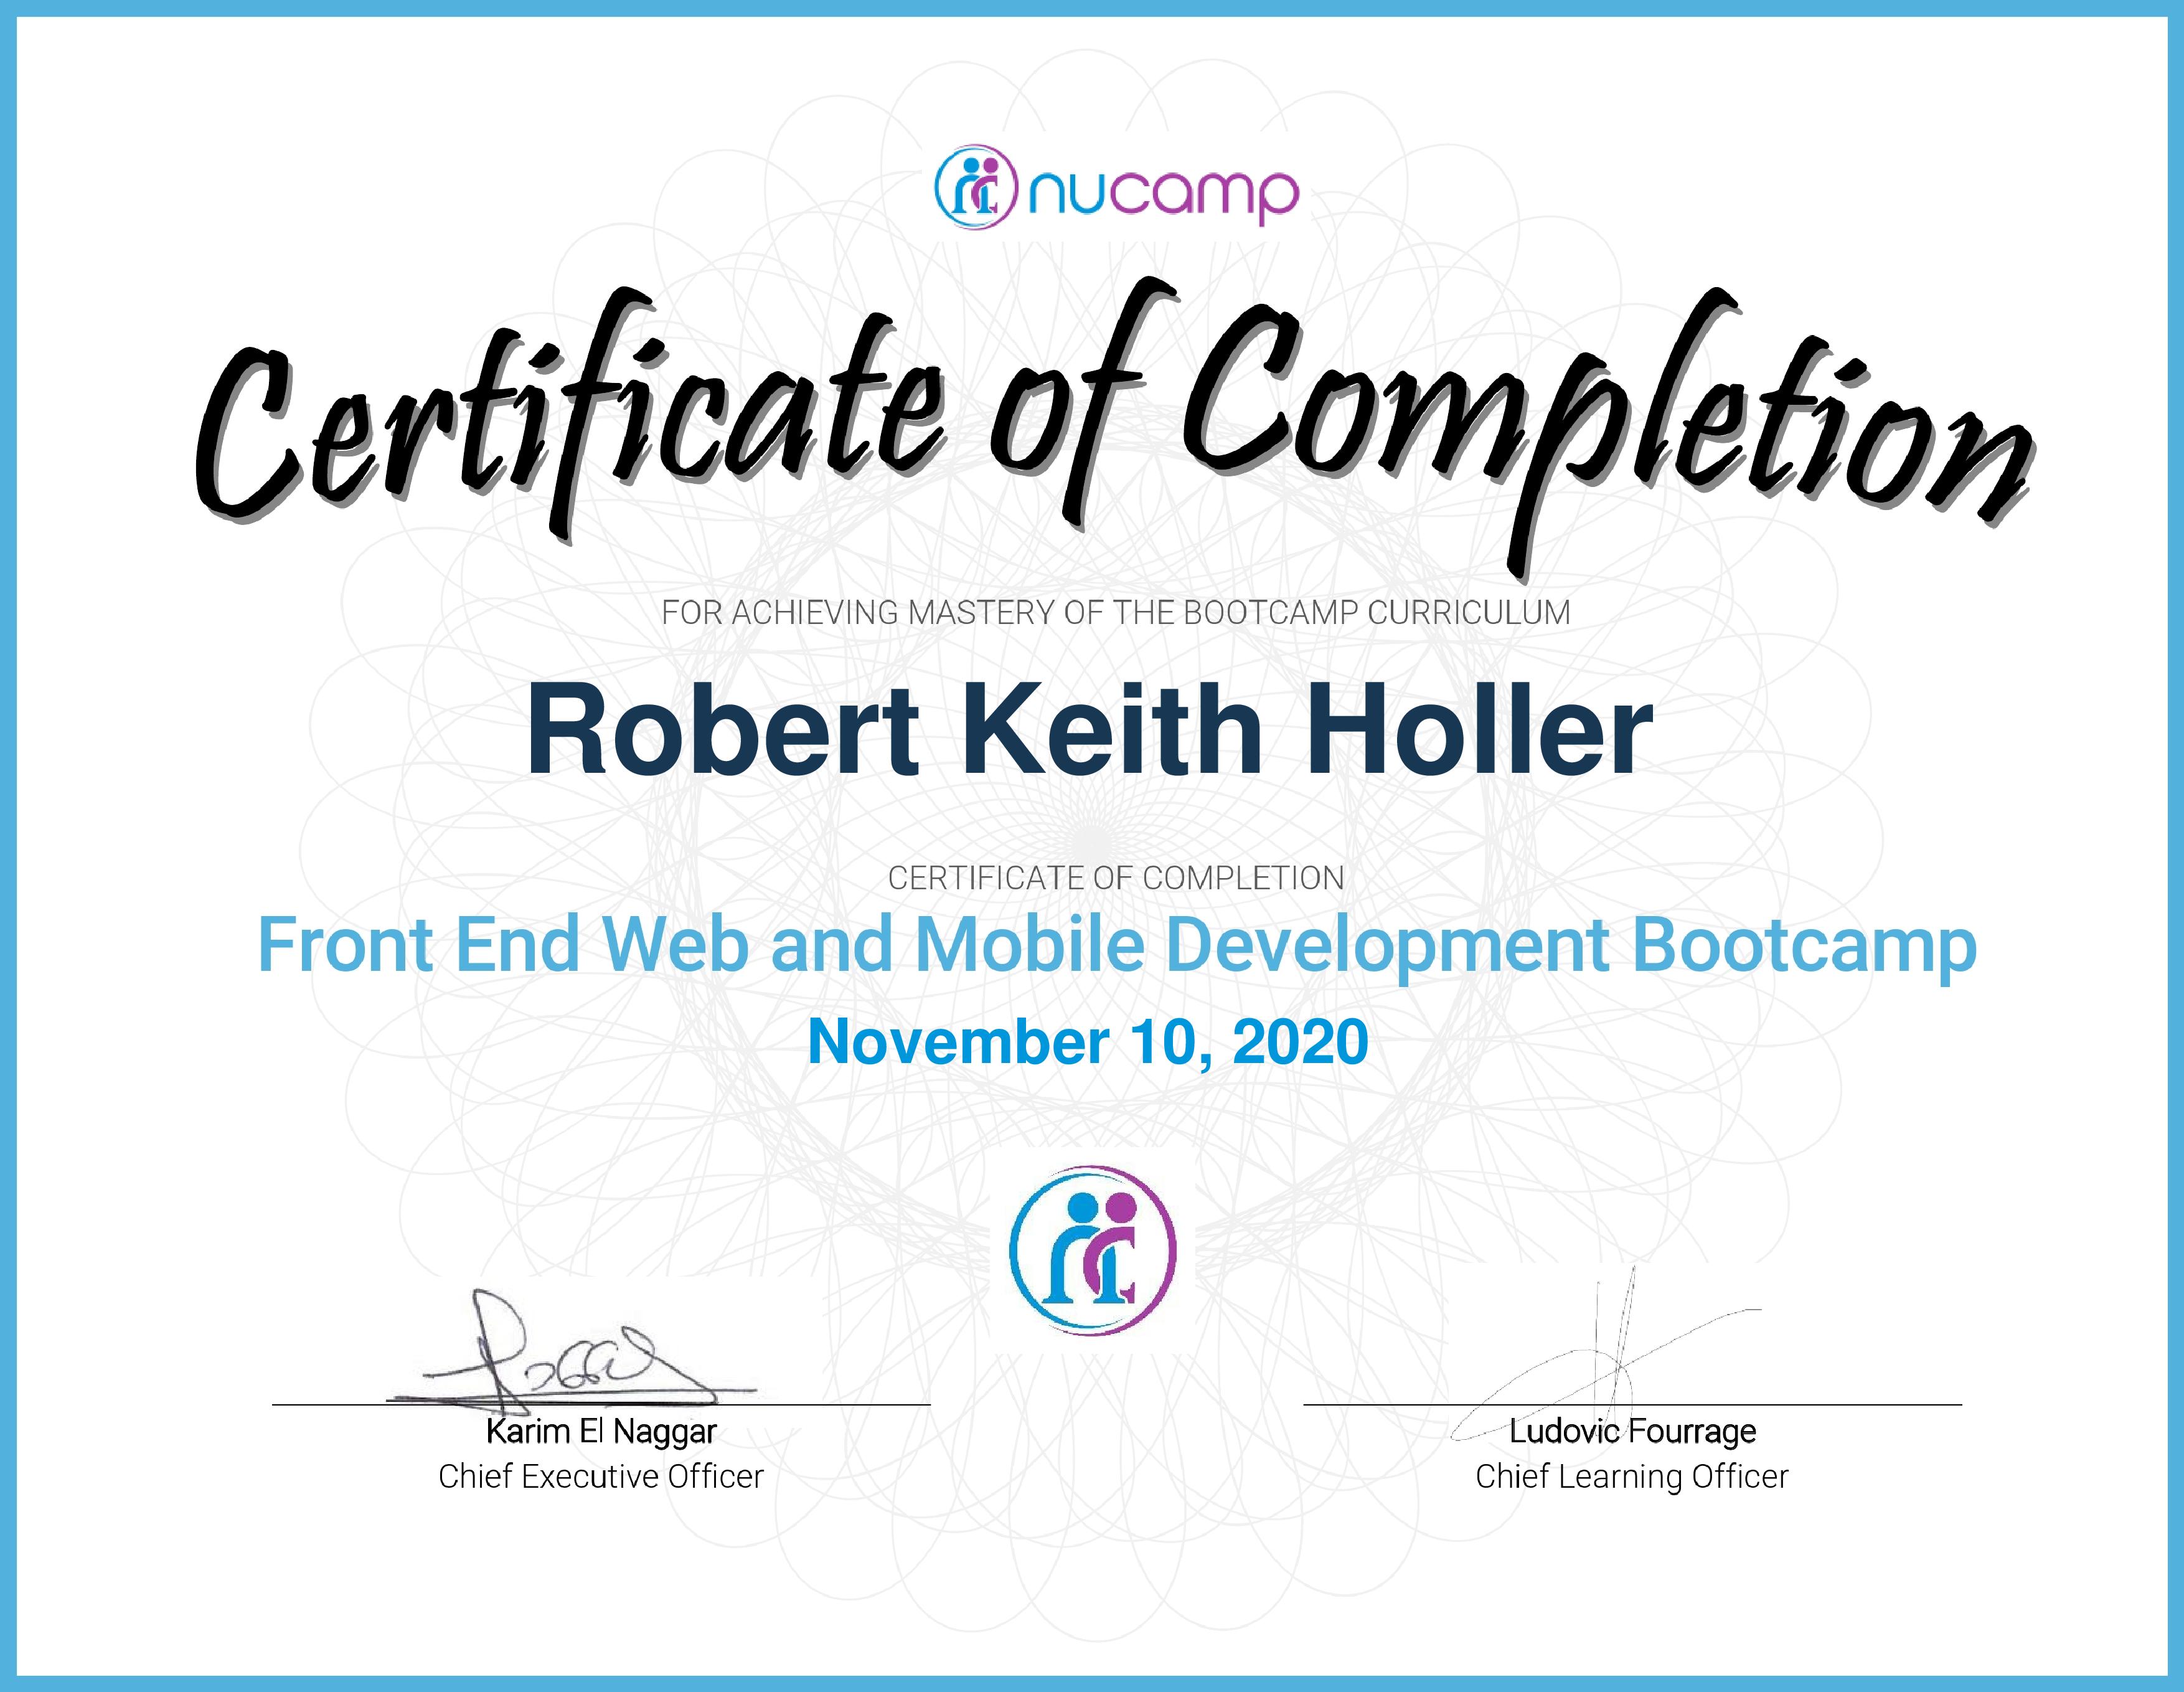 nucamp
Certificate of Completion
FOR ACHIEVING MASTERY OF THE BOOTCAMP CURRICULUM
Robert Keith Holler
CERTIFICATE OF COMPLETION
Front End Web and Mobile Development Bootcamp
November 10, 2020
Karim El Naggar
Chief Executive Officer
Ludovic Fourrage
Chief Learning Officer